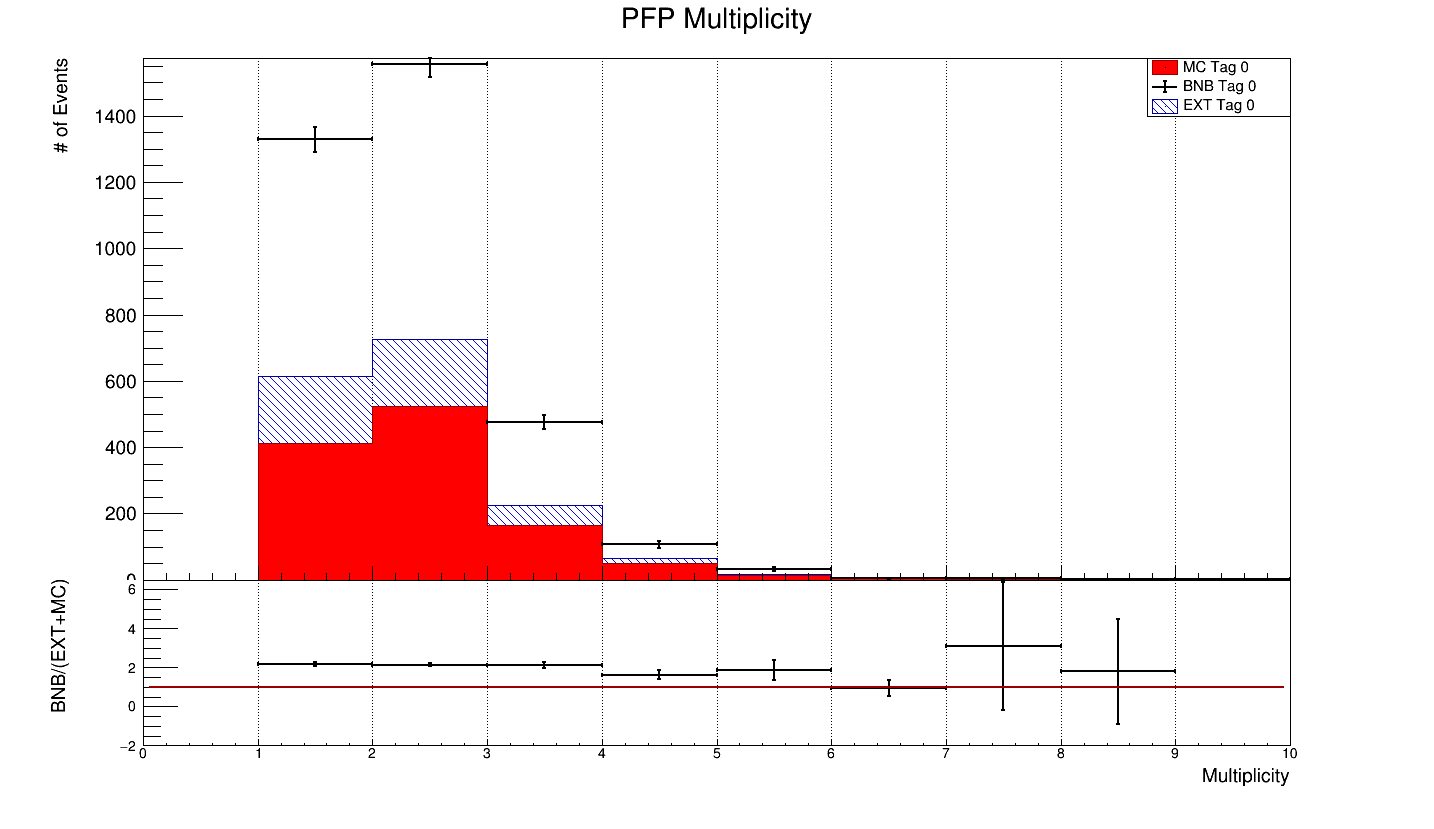 PFP Multiplicity
# of Events
MC Tag 0
BNB Tag 0
EXT Tag 0
1400
1200
1000
800
600
400
200
0
BNB/(EXT+MC)
6
4
2
0
−2
0 1 2 3 4 5 6 7 8 9 10
Multiplicity